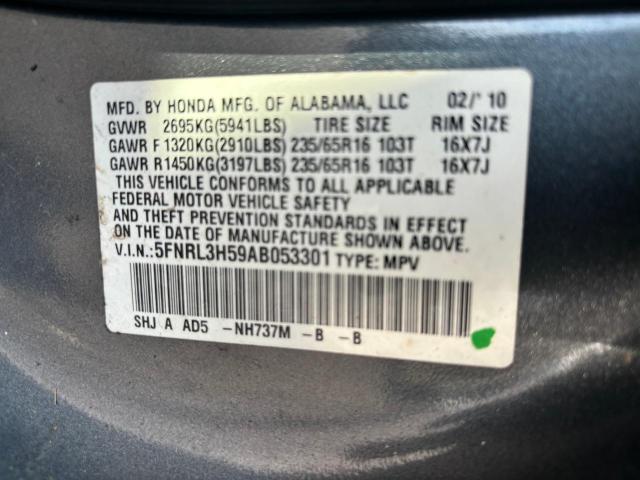 MFD. BY HONDA MFG. OF ALABAMA, LLC 02/'10
GVWR 2695KG(5941LBS) TIRE SIZE RIM SIZE
GAWR F 1320KG(2910LBS) 235/65R16 103T 16X7J
GAWR R1450KG(3197LBS) 235/65R16 103T 16X7J
THIS VEHICLE CONFORMS TO ALL APPLICABLE
FEDERAL MOTOR VEHICLE SAFETY
AND THEFT PREVENTION STANDARDS IN EFFECT
ON THE DATE OF MANUFACTURE SHOWN ABOVE.
V.I.N.:5FNRL3H59AB053301 TYPE: MPV
SHJ A AD5 -NH737M -B -B